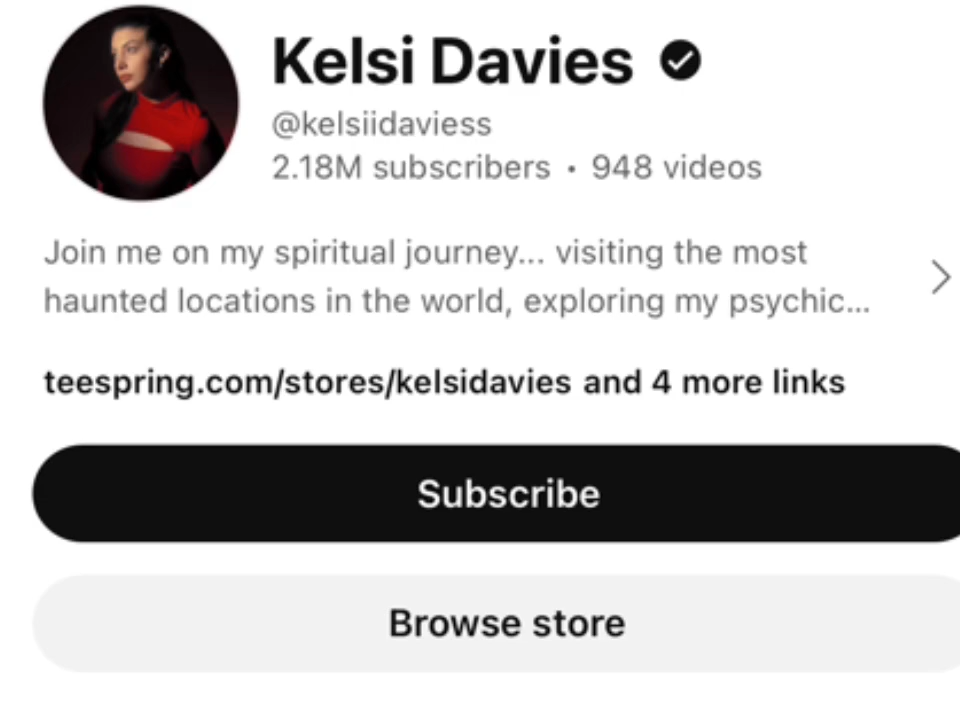 Kelsi Davies
@kelsiidaviess
2.18M subscribers • 948 videos
Join me on my spiritual journey... visiting the most
haunted locations in the world, exploring my psychic...
teespring.com/stores/kelsidavies and 4 more links
Subscribe
Browse store